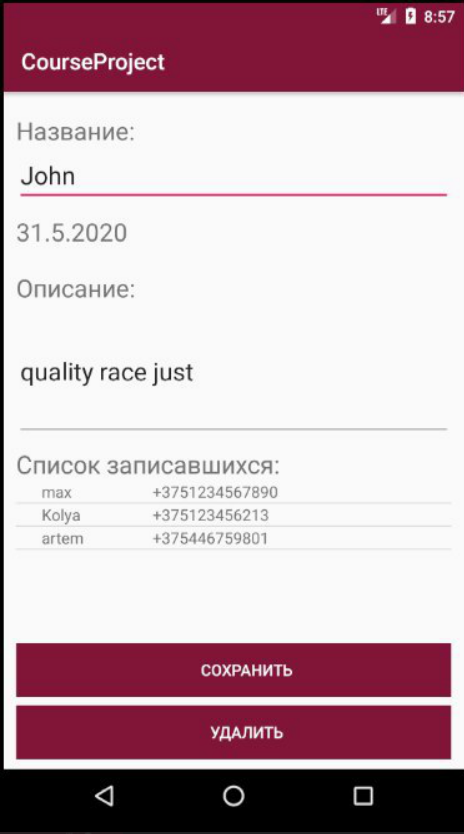 LTE 8:57
CourseProject
Название:
John
31.5.2020
Описание:
quality race just
Список записавшихся:
max +3751234567890
Kolya +375123456213
artem +375446759801
СОХРАНИТЬ
УДАЛИТЬ